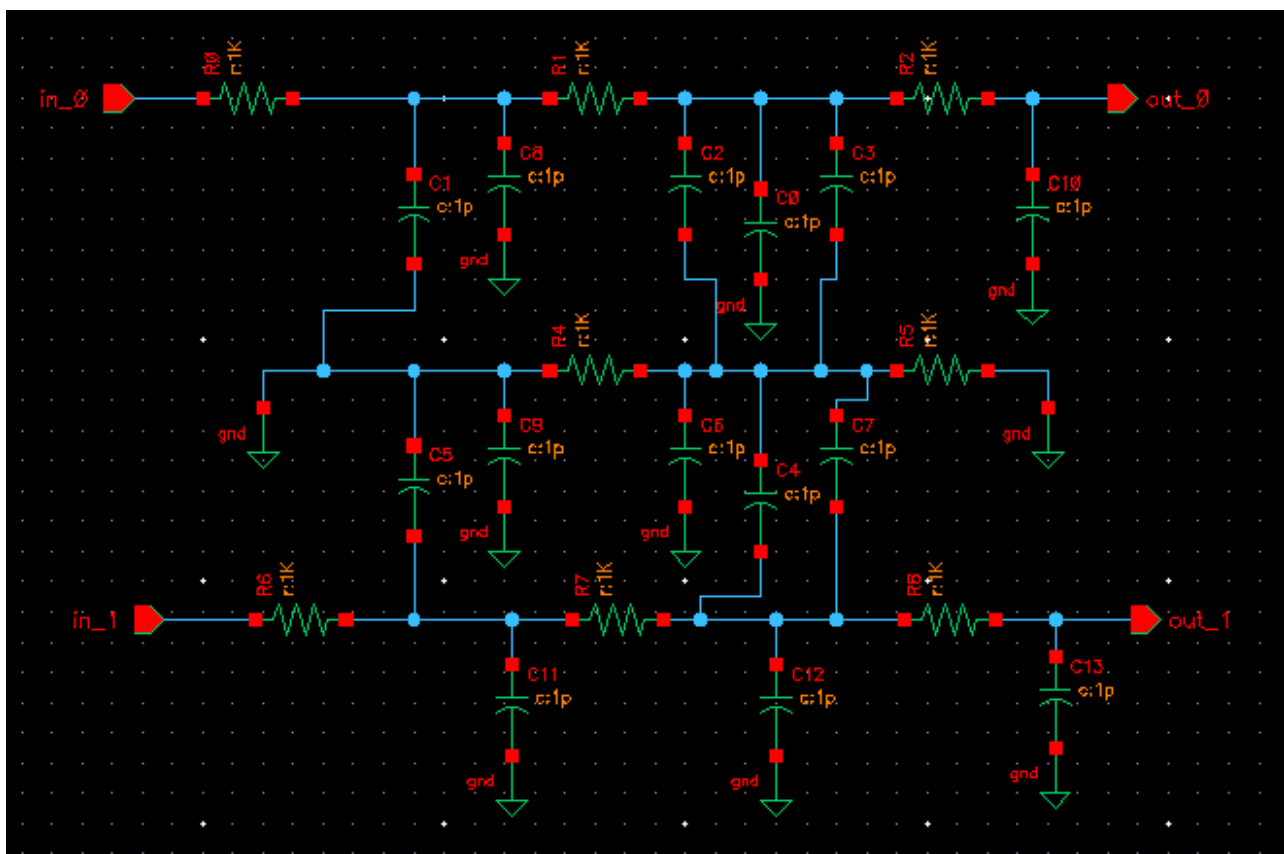 in_0
R0
r:1K
R1
r:1K
R2
r:1K
out_0
C1
c:1p
C8
c:1p
gnd
C2
c:1p
C0
c:1p
gnd
C3
c:1p
C10
c:1p
gnd
gnd
R4
r:1K
R5
r:1K
gnd
C5
c:1p
C9
c:1p
gnd
C6
c:1p
gnd
C4
c:1p
C7
c:1p
in_1
R6
r:1K
R7
r:1K
R8
r:1K
out_1
C11
c:1p
gnd
C12
c:1p
gnd
C13
c:1p
gnd